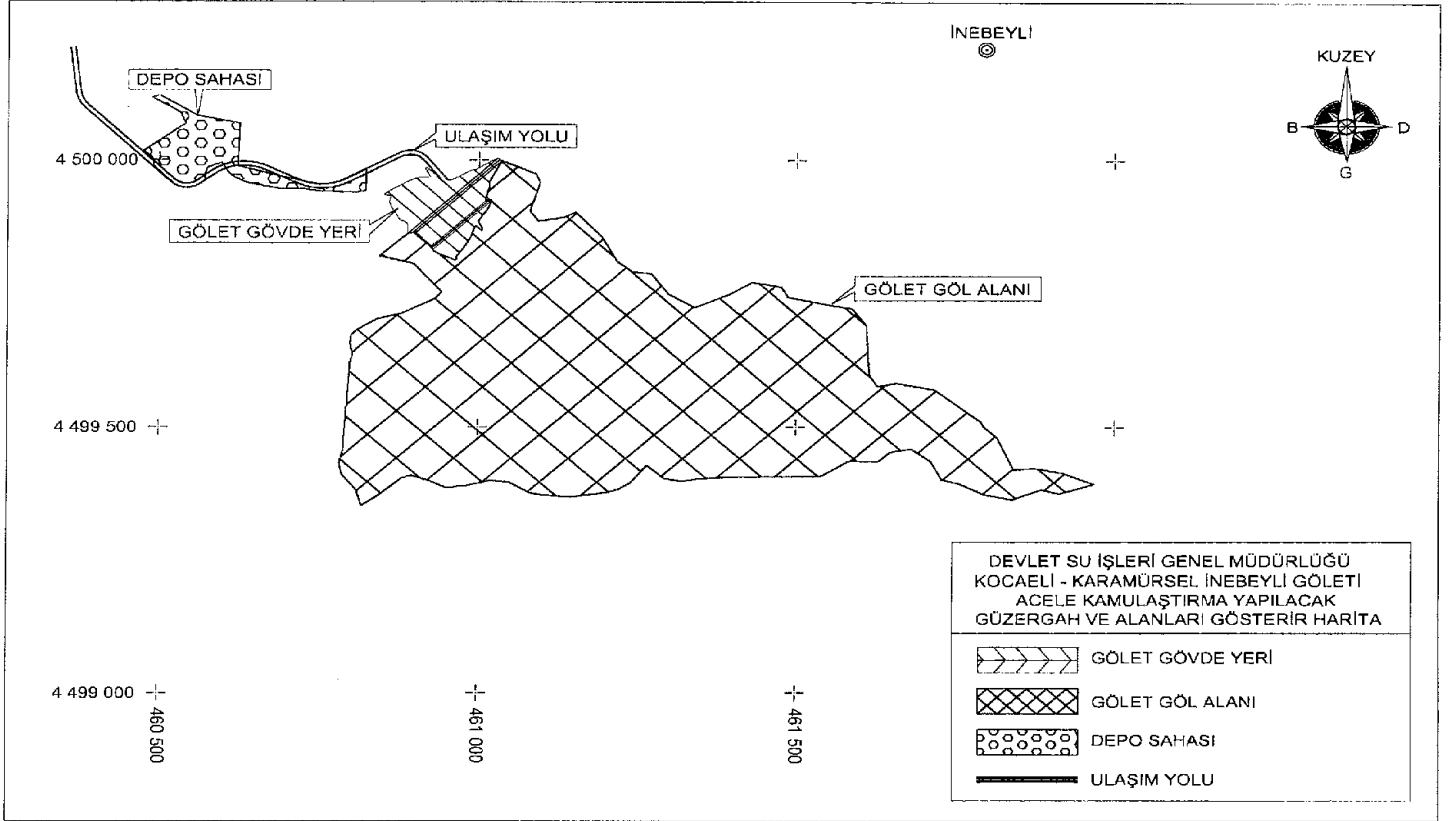 İNEBEYLİ
KUZEY
B
D
G
DEPO SAHASI
ULAŞIM YOLU
4 500 000
GÖLET GÖVDE YERİ
GÖLET GÖL ALANI
4 499 500
4 499 000
460 500
461 000
461 500
DEVLET SU İŞLERİ GENEL MÜDÜRLÜĞÜ
KOCAELİ - KARAMÜRSEL İNEBEYLİ GÖLETİ
ACELE KAMULAŞTIRMA YAPILACAK
GÜZERGAH VE ALANLARI GÖSTERİR HARİTA
GÖLET GÖVDE YERİ
GÖLET GÖL ALANI
DEPO SAHASI
ULAŞIM YOLU